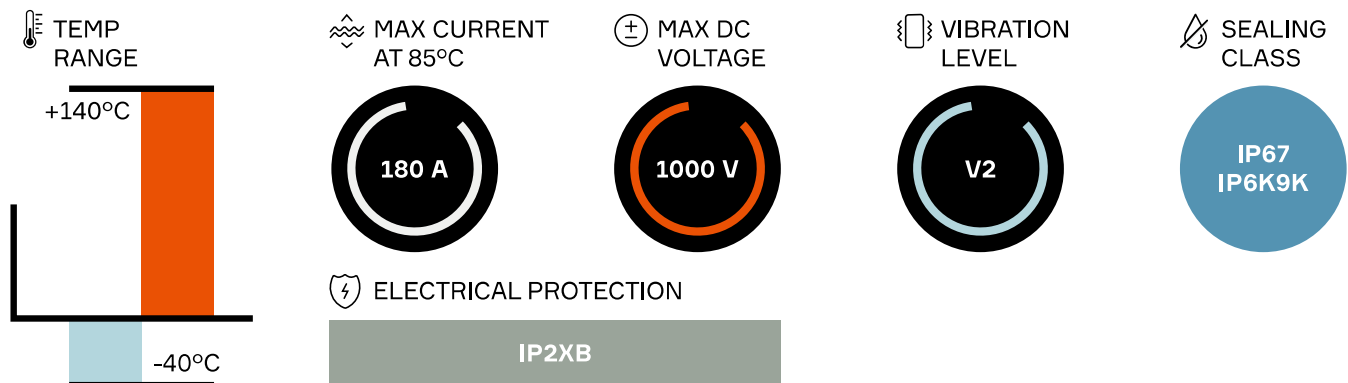 TEMP
RANGE
+140°C
-40°C
MAX CURRENT
AT 85°C
180 A
MAX DC
VOLTAGE
1000 V
VIBRATION
LEVEL
V2
SEALING
CLASS
IP67
IP6K9K
ELECTRICAL PROTECTION
IP2XB